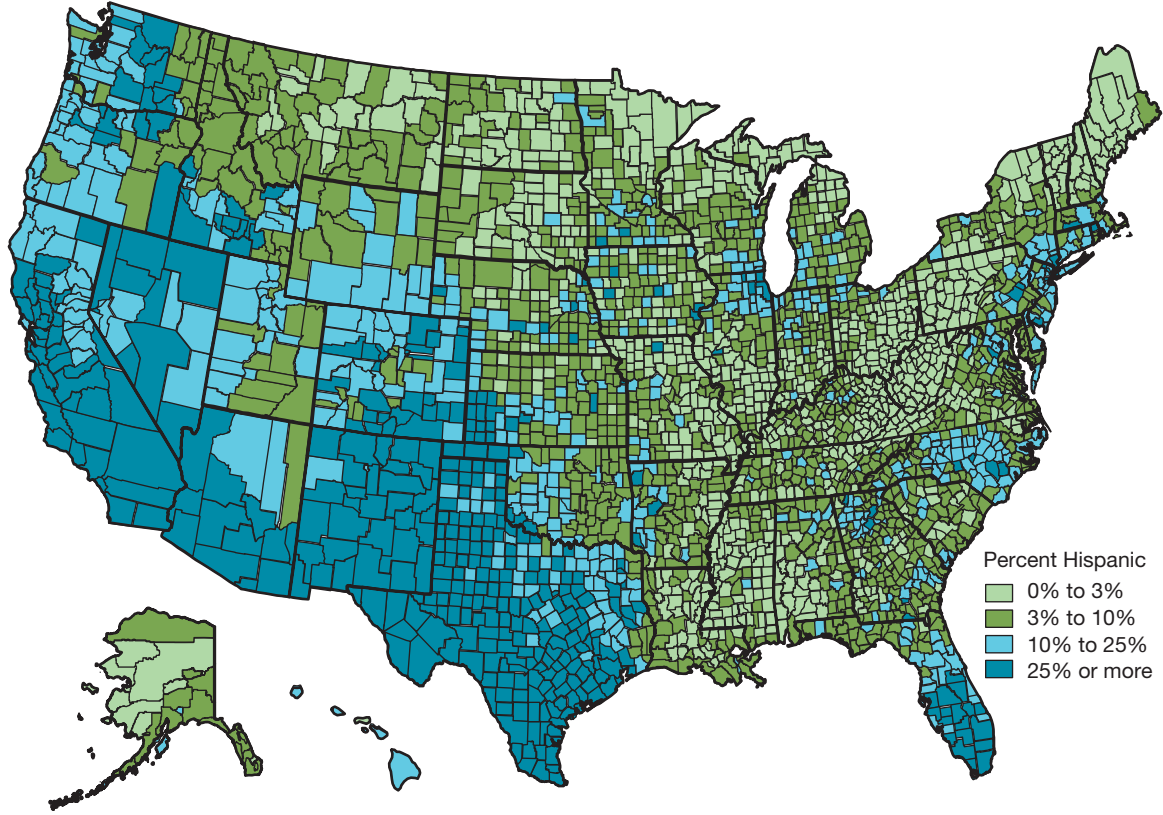 Percent Hispanic
0% to 3%
3% to 10%
10% to 25%
25% or more